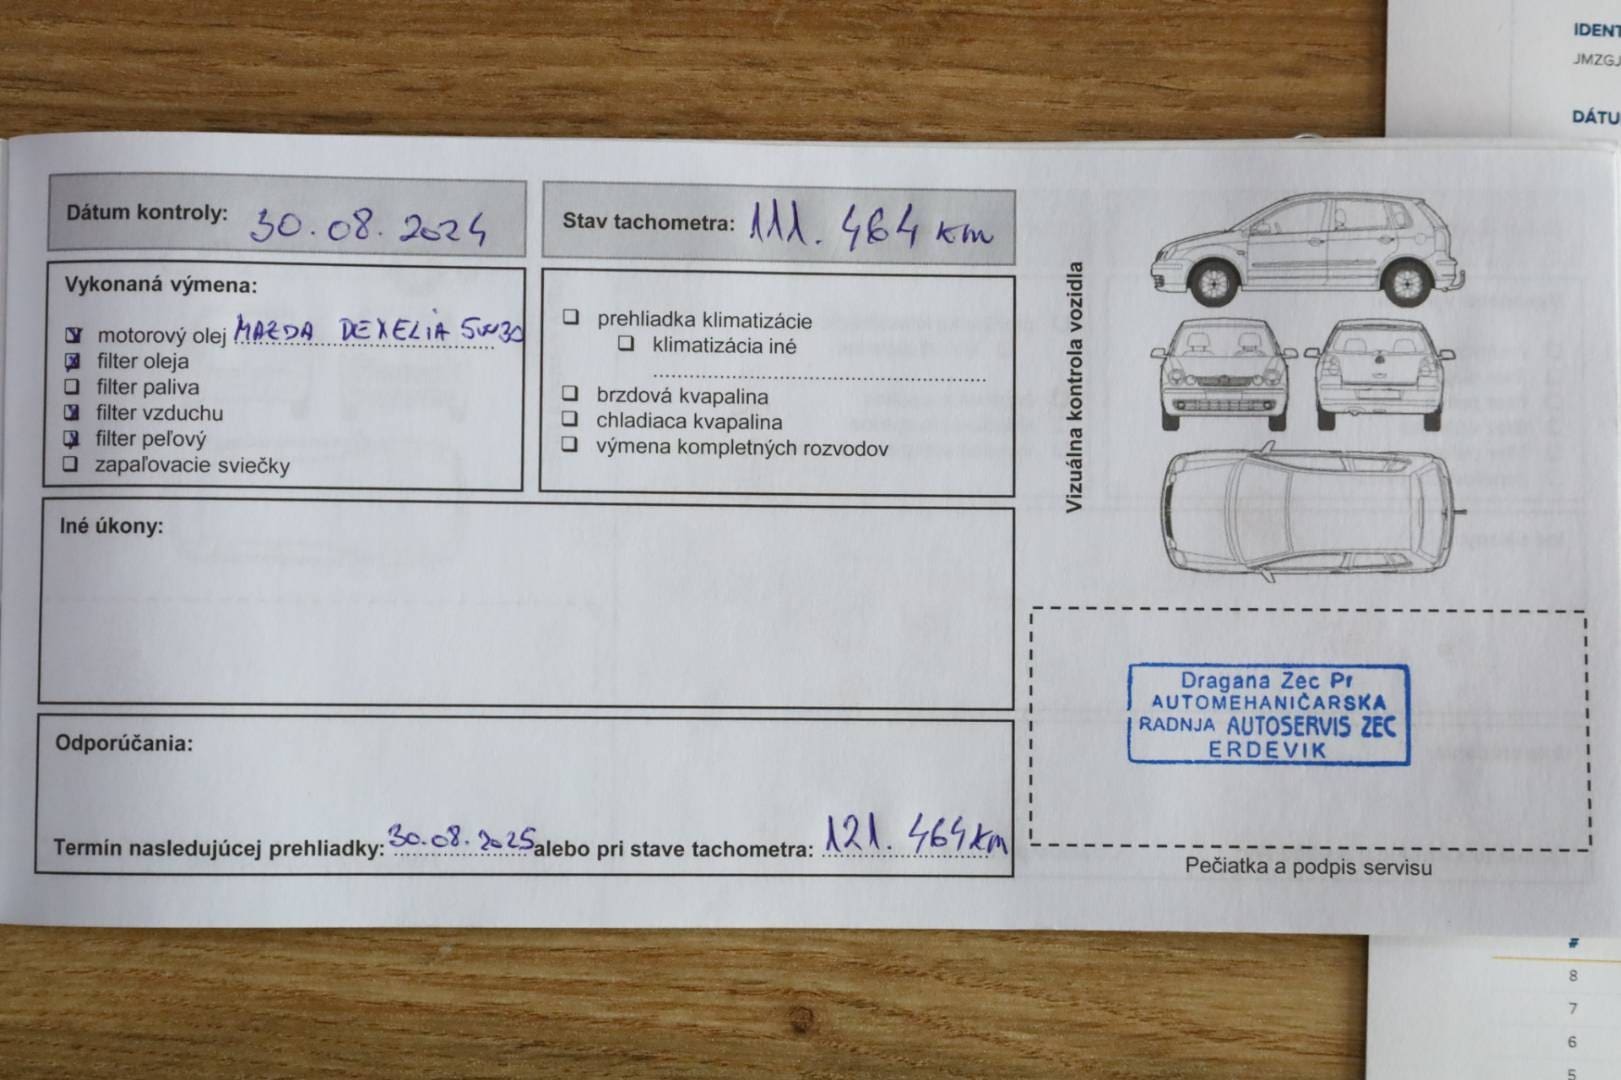 Dátum kontroly: 30.08.2024
Stav tachometra: 111.464 km
Vykonaná výmena:
motorový olej MAZDA DEXELIA 5W30
filter oleja
filter paliva
filter vzduchu
filter peľový
zapaľovacie sviečky
prehliadka klimatizácie
klimatizácia iné
brzdová kvapalina
chladiaca kvapalina
výmena kompletných rozvodov
Iné úkony:
Odporúčania:
Termín nasledujúcej prehliadky: 30.08.2025 alebo pri stave tachometra: 121.464 km
Vizuálna kontrola vozidla
Dragana Zec Pr
AUTOMEHANIČARSKA
RADNJA AUTOSERVIS ZEC
ERDEVIK
Pečiatka a podpis servisu
IDENT
JMZGJ
DÁTU
#
8
7
6
5